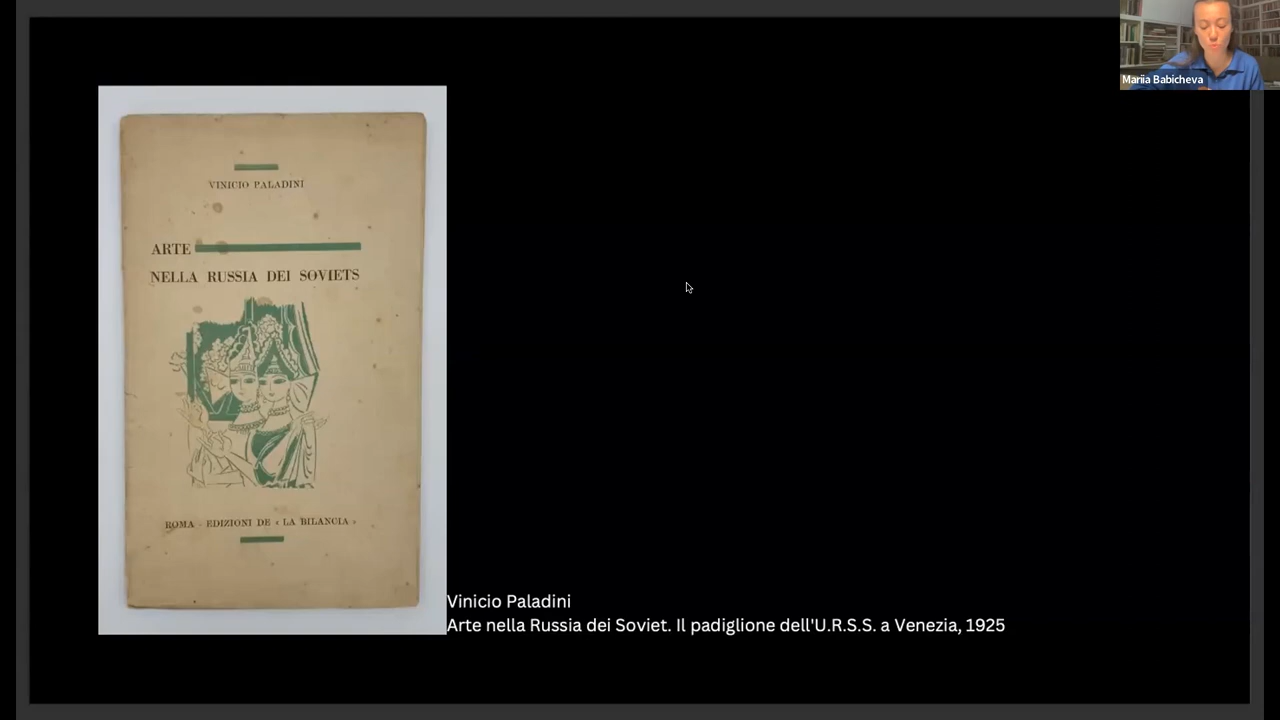 Mariia Babicheva
VINICIO PALADINI
ARTE
NELLA RUSSIA DEI SOVIETS
ROMA - EDIZIONI DE « LA BILANCIA »
Vinicio Paladini
Arte nella Russia dei Soviet. Il padiglione dell'U.R.S.S. a Venezia, 1925